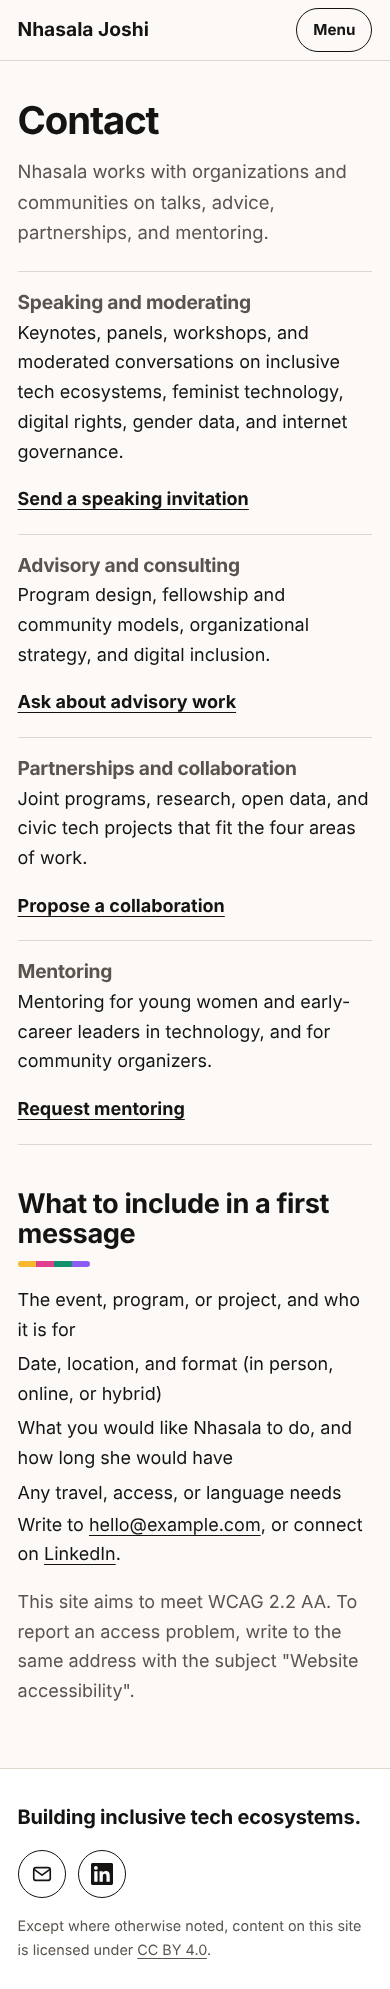 Nhasala Joshi
Menu
Contact
Nhasala works with organizations and
communities on talks, advice,
partnerships, and mentoring.
Speaking and moderating
Keynotes, panels, workshops, and
moderated conversations on inclusive
tech ecosystems, feminist technology,
digital rights, gender data, and internet
governance.
Send a speaking invitation
Advisory and consulting
Program design, fellowship and
community models, organizational
strategy, and digital inclusion.
Ask about advisory work
Partnerships and collaboration
Joint programs, research, open data, and
civic tech projects that fit the four areas
of work.
Propose a collaboration
Mentoring
Mentoring for young women and early-
career leaders in technology, and for
community organizers.
Request mentoring
What to include in a first
message
The event, program, or project, and who
it is for
Date, location, and format (in person,
online, or hybrid)
What you would like Nhasala to do, and
how long she would have
Any travel, access, or language needs
Write to hello@example.com, or connect
on LinkedIn.
This site aims to meet WCAG 2.2 AA. To
report an access problem, write to the
same address with the subject "Website
accessibility".
Building inclusive tech ecosystems.
Except where otherwise noted, content on this site
is licensed under CC BY 4.0.